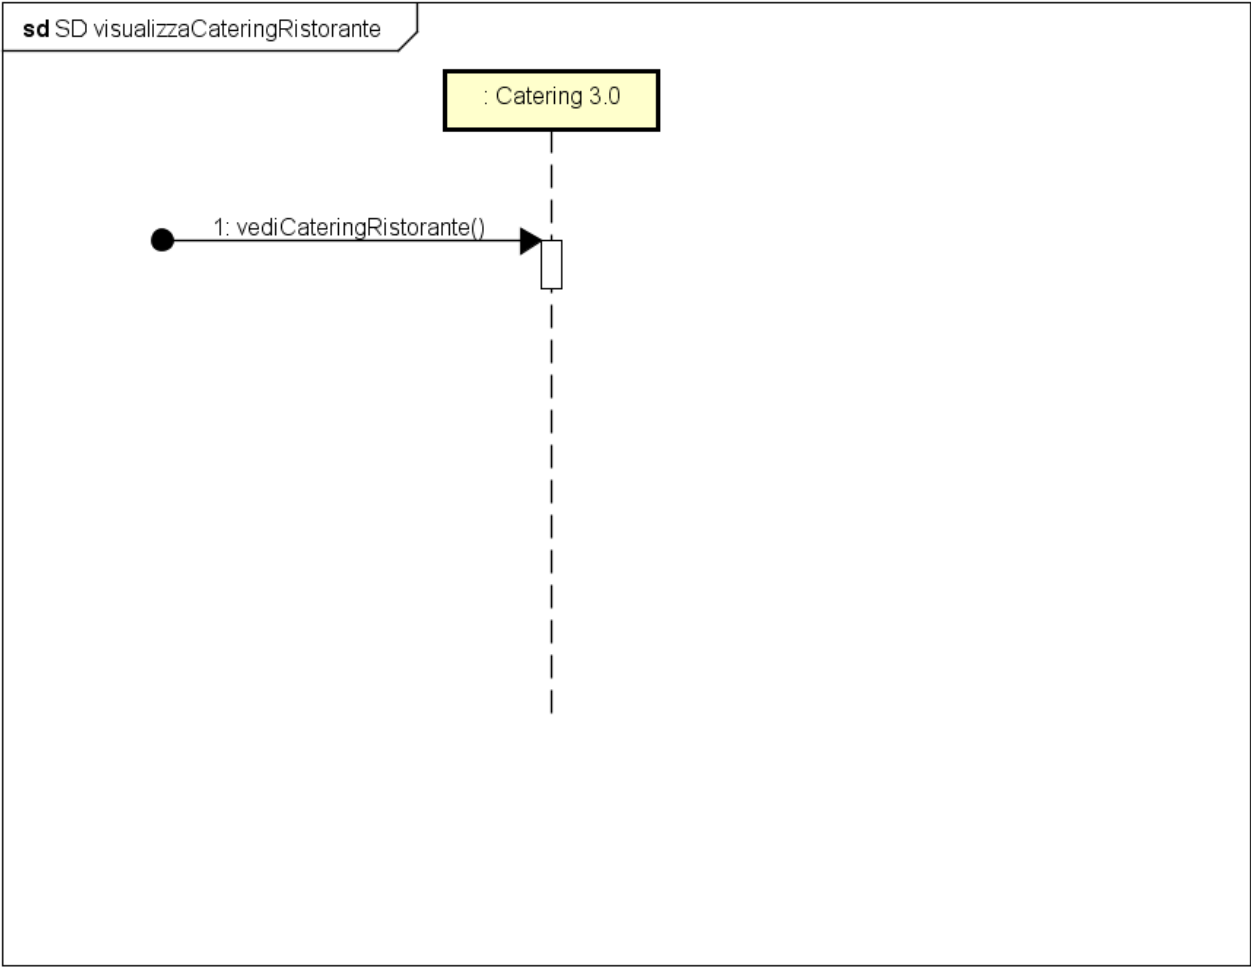 sd SD visualizzaCateringRistorante
: Catering 3.0
1: vediCateringRistorante()